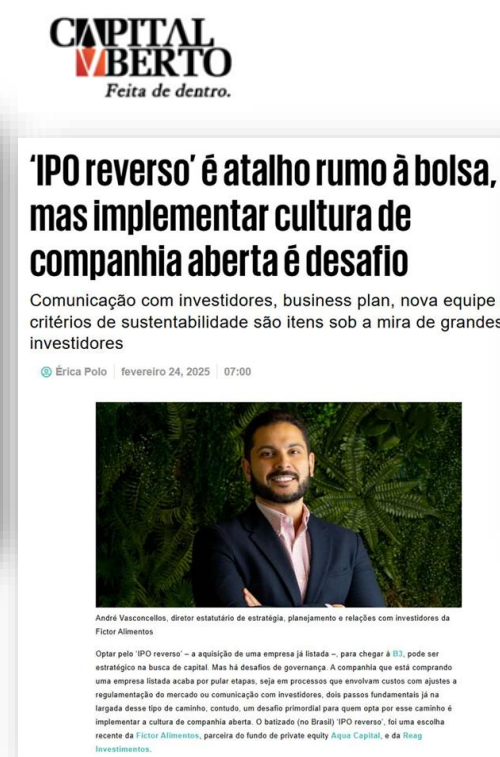 CAPITAL
ABERTO
Feita de dentro.
‘IPO reverso’ é atalho rumo à bolsa,
mas implementar cultura de
companhia aberta é desafio
Comunicação com investidores, business plan, nova equipe
critérios de sustentabilidade são itens sob a mira de grandes
investidores
Érica Polo | fevereiro 24, 2025 | 07:00
André Vasconcellos, diretor estatutário de estratégia, planejamento e relações com investidores da
Fictor Alimentos
Optar pelo ‘IPO reverso’ – a aquisição de uma empresa já listada –, para chegar à B3, pode ser
estratégico na busca de capital. Mas há desafios de governança. A companhia que está comprando
uma empresa listada acaba por pular etapas, seja em processos que envolvam custos com ajustes a
regulamentação do mercado ou comunicação com investidores, dois passos fundamentais já na
largada desse tipo de caminho, contudo, um desafio primordial para quem opta por esse caminho é
implementar a cultura de companhia aberta. O batizado (no Brasil) ‘IPO reverso’, foi uma escolha
recente da Fictor Alimentos, parceira do fundo de private equity Aqua Capital, e da Reag
Investimentos.